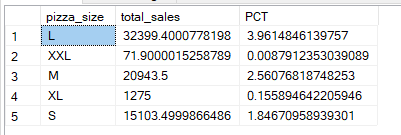 pizza_size total_sales PCT
1 L 32399.4000778198 3.9614846139757
2 XXL 71.9000015258789 0.0087912353039089
3 M 20943.5 2.56076818748253
4 XL 1275 0.155894642205946
5 S 15103.4999866486 1.84670958939301